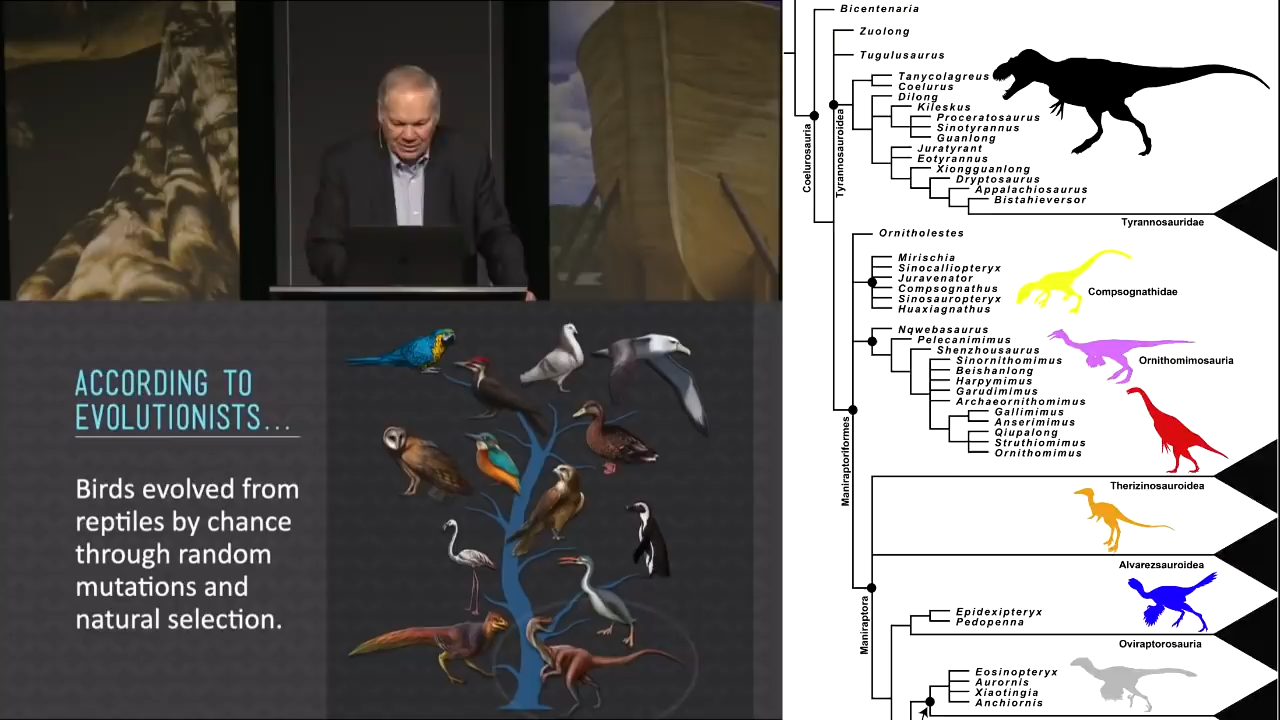 ACCORDING TO
EVOLUTIONISTS...
Birds evolved from
reptiles by chance
through random
mutations and
natural selection.
Bicentenaria
Zuolong
Tugulusaurus
Tanycolagreus
Coelurus
Dilong
Kileskus
Proceratosaurus
Sinotyrannus
Guanlong
Juratyrant
Eotyrannus
Xiongguanlong
Dryptosaurus
Appalachiosaurus
Bistahieversor
Tyrannosauridae
Coelurosauria
Tyrannosauroidea
Ornitholestes
Mirischia
Sinocalliopteryx
Juravenator
Compsognathus
Sinosauropteryx
Huaxiagnathus
Compsognathidae
Nqwebasaurus
Pelecanimimus
Shenzhousaurus
Sinornithomimus
Beishanlong
Harpymimus
Garudimimus
Archaeornithomimus
Gallimimus
Anserimimus
Qiupalong
Struthiomimus
Ornithomimus
Ornithomimosauria
Maniraptoriformes
Therizinosauroidea
Alvarezsauroidea
Maniraptora
Epidexipteryx
Pedopenna
Oviraptorosauria
Eosinopteryx
Aurornis
Xiaotingia
Anchiornis